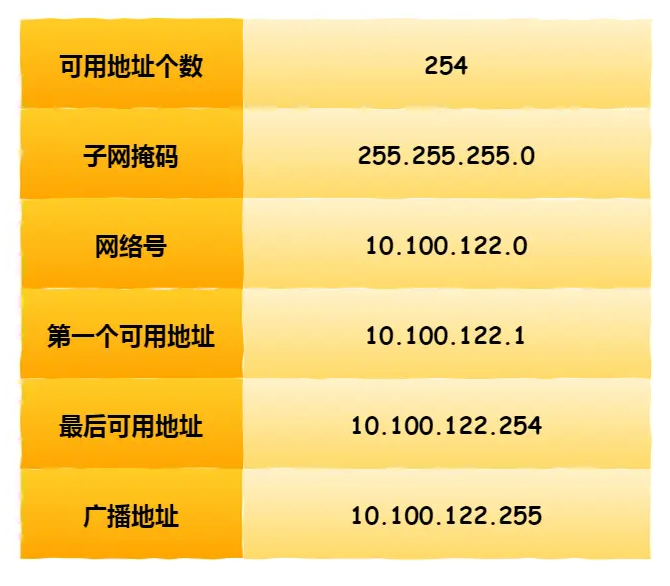 可用地址个数 254
子网掩码 255.255.255.0
网络号 10.100.122.0
第一个可用地址 10.100.122.1
最后可用地址 10.100.122.254
广播地址 10.100.122.255